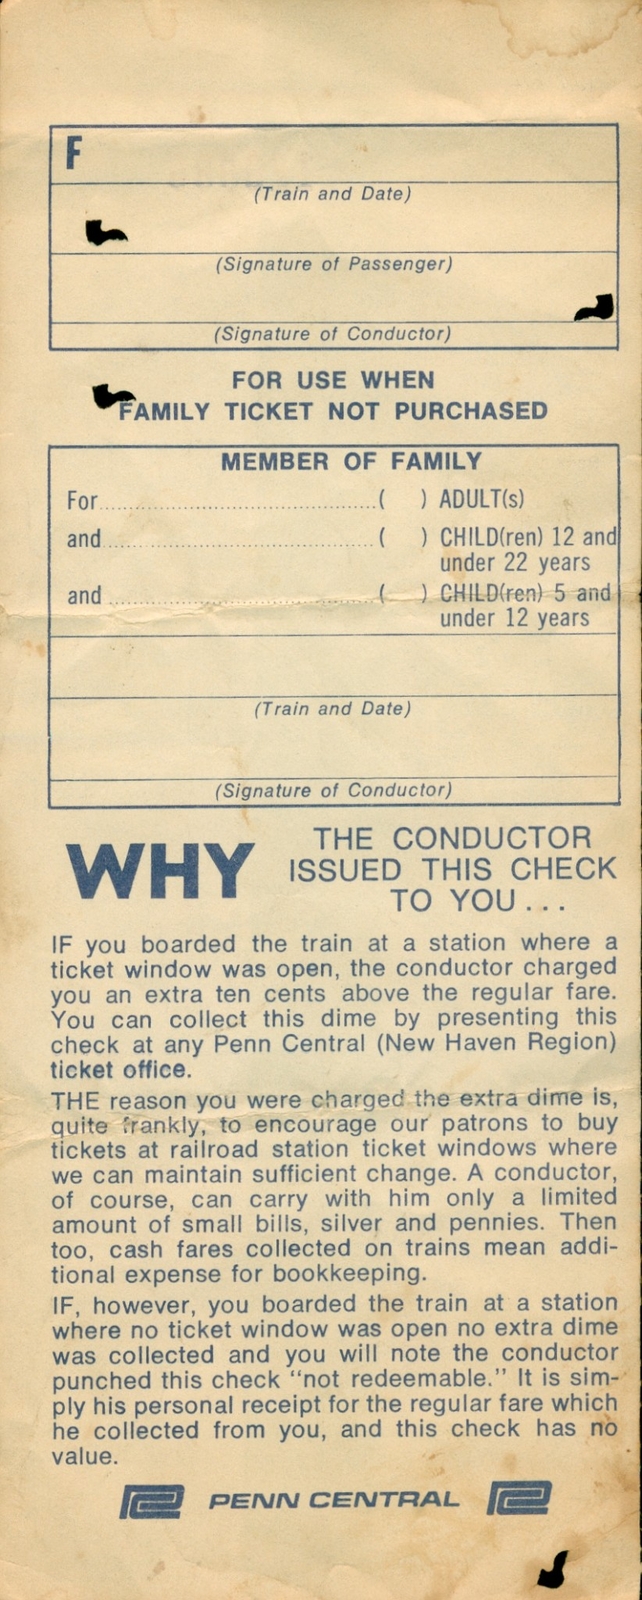 F
(Train and Date)
(Signature of Passenger)
(Signature of Conductor)
FOR USE WHEN
FAMILY TICKET NOT PURCHASED
MEMBER OF FAMILY
For..........................................( ) ADULT(s)
and.........................................( ) CHILD(ren) 12 and
under 22 years
and ........................................( ) CHILD(ren) 5 and
under 12 years
(Train and Date)
(Signature of Conductor)
WHY THE CONDUCTOR
ISSUED THIS CHECK
TO YOU...
IF you boarded the train at a station where a
ticket window was open, the conductor charged
you an extra ten cents above the regular fare.
You can collect this dime by presenting this
check at any Penn Central (New Haven Region)
ticket office.
THE reason you were charged the extra dime is,
quite frankly, to encourage our patrons to buy
tickets at railroad station ticket windows where
we can maintain sufficient change. A conductor,
of course, can carry with him only a limited
amount of small bills, silver and pennies. Then
too, cash fares collected on trains mean addi-
tional expense for bookkeeping.
IF, however, you boarded the train at a station
where no ticket window was open no extra dime
was collected and you will note the conductor
punched this check "not redeemable." It is sim-
ply his personal receipt for the regular fare which
he collected from you, and this check has no
value.
PENN CENTRAL